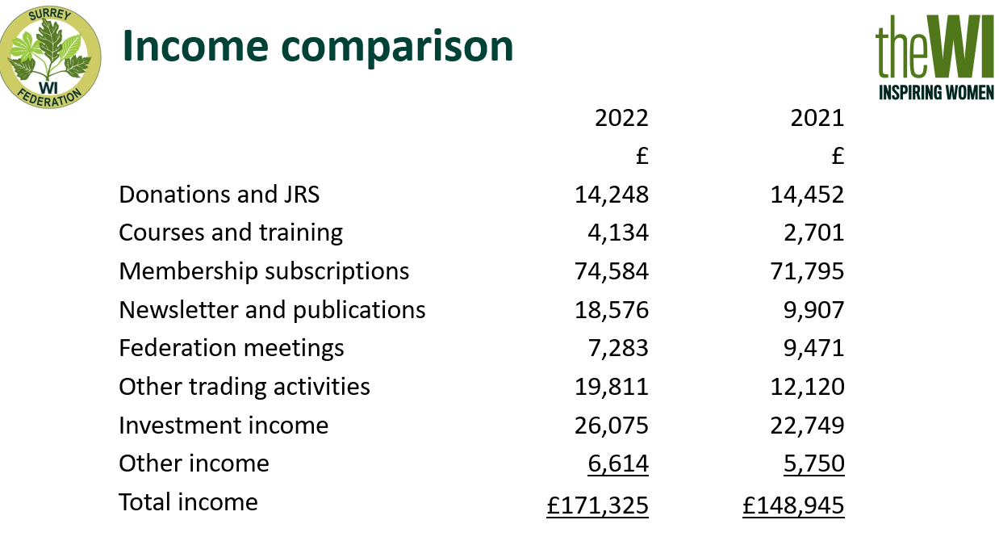 SURREY
WI
FEDERATION
Income comparison
theWI
INSPIRING WOMEN
2022 2021
£ £
Donations and JRS 14,248 14,452
Courses and training 4,134 2,701
Membership subscriptions 74,584 71,795
Newsletter and publications 18,576 9,907
Federation meetings 7,283 9,471
Other trading activities 19,811 12,120
Investment income 26,075 22,749
Other income 6,614 5,750
Total income £171,325 £148,945